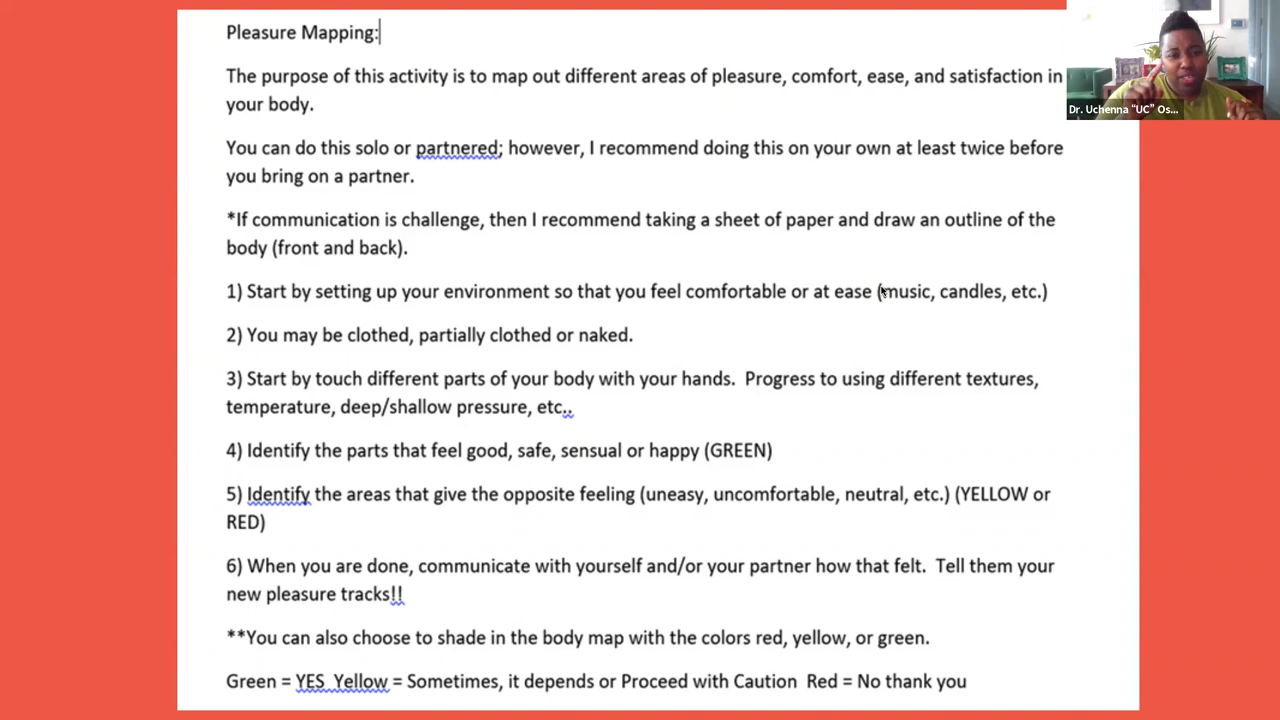 Pleasure Mapping:
The purpose of this activity is to map out different areas of pleasure, comfort, ease, and satisfaction in
your body.
You can do this solo or partnered; however, I recommend doing this on your own at least twice before
you bring on a partner.
*If communication is challenge, then I recommend taking a sheet of paper and draw an outline of the
body (front and back).
1) Start by setting up your environment so that you feel comfortable or at ease (music, candles, etc.)
2) You may be clothed, partially clothed or naked.
3) Start by touch different parts of your body with your hands.  Progress to using different textures,
temperature, deep/shallow pressure, etc..
4) Identify the parts that feel good, safe, sensual or happy (GREEN)
5) Identify the areas that give the opposite feeling (uneasy, uncomfortable, neutral, etc.) (YELLOW or
RED)
6) When you are done, communicate with yourself and/or your partner how that felt.  Tell them your
new pleasure tracks!!
**You can also choose to shade in the body map with the colors red, yellow, or green.
Green = YES  Yellow = Sometimes, it depends or Proceed with Caution  Red = No thank you
Dr. Uchenna “UC” Os...